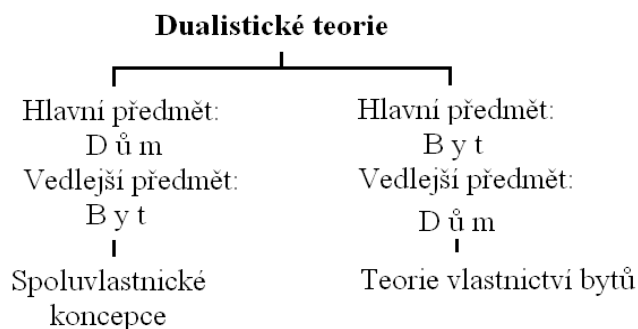 Dualistické teorie
Hlavní předmět:
D ů m
Vedlejší předmět:
B y t
Spoluvlastnické
koncepce
Hlavní předmět:
B y t
Vedlejší předmět:
D ů m
Teorie vlastnictví bytů